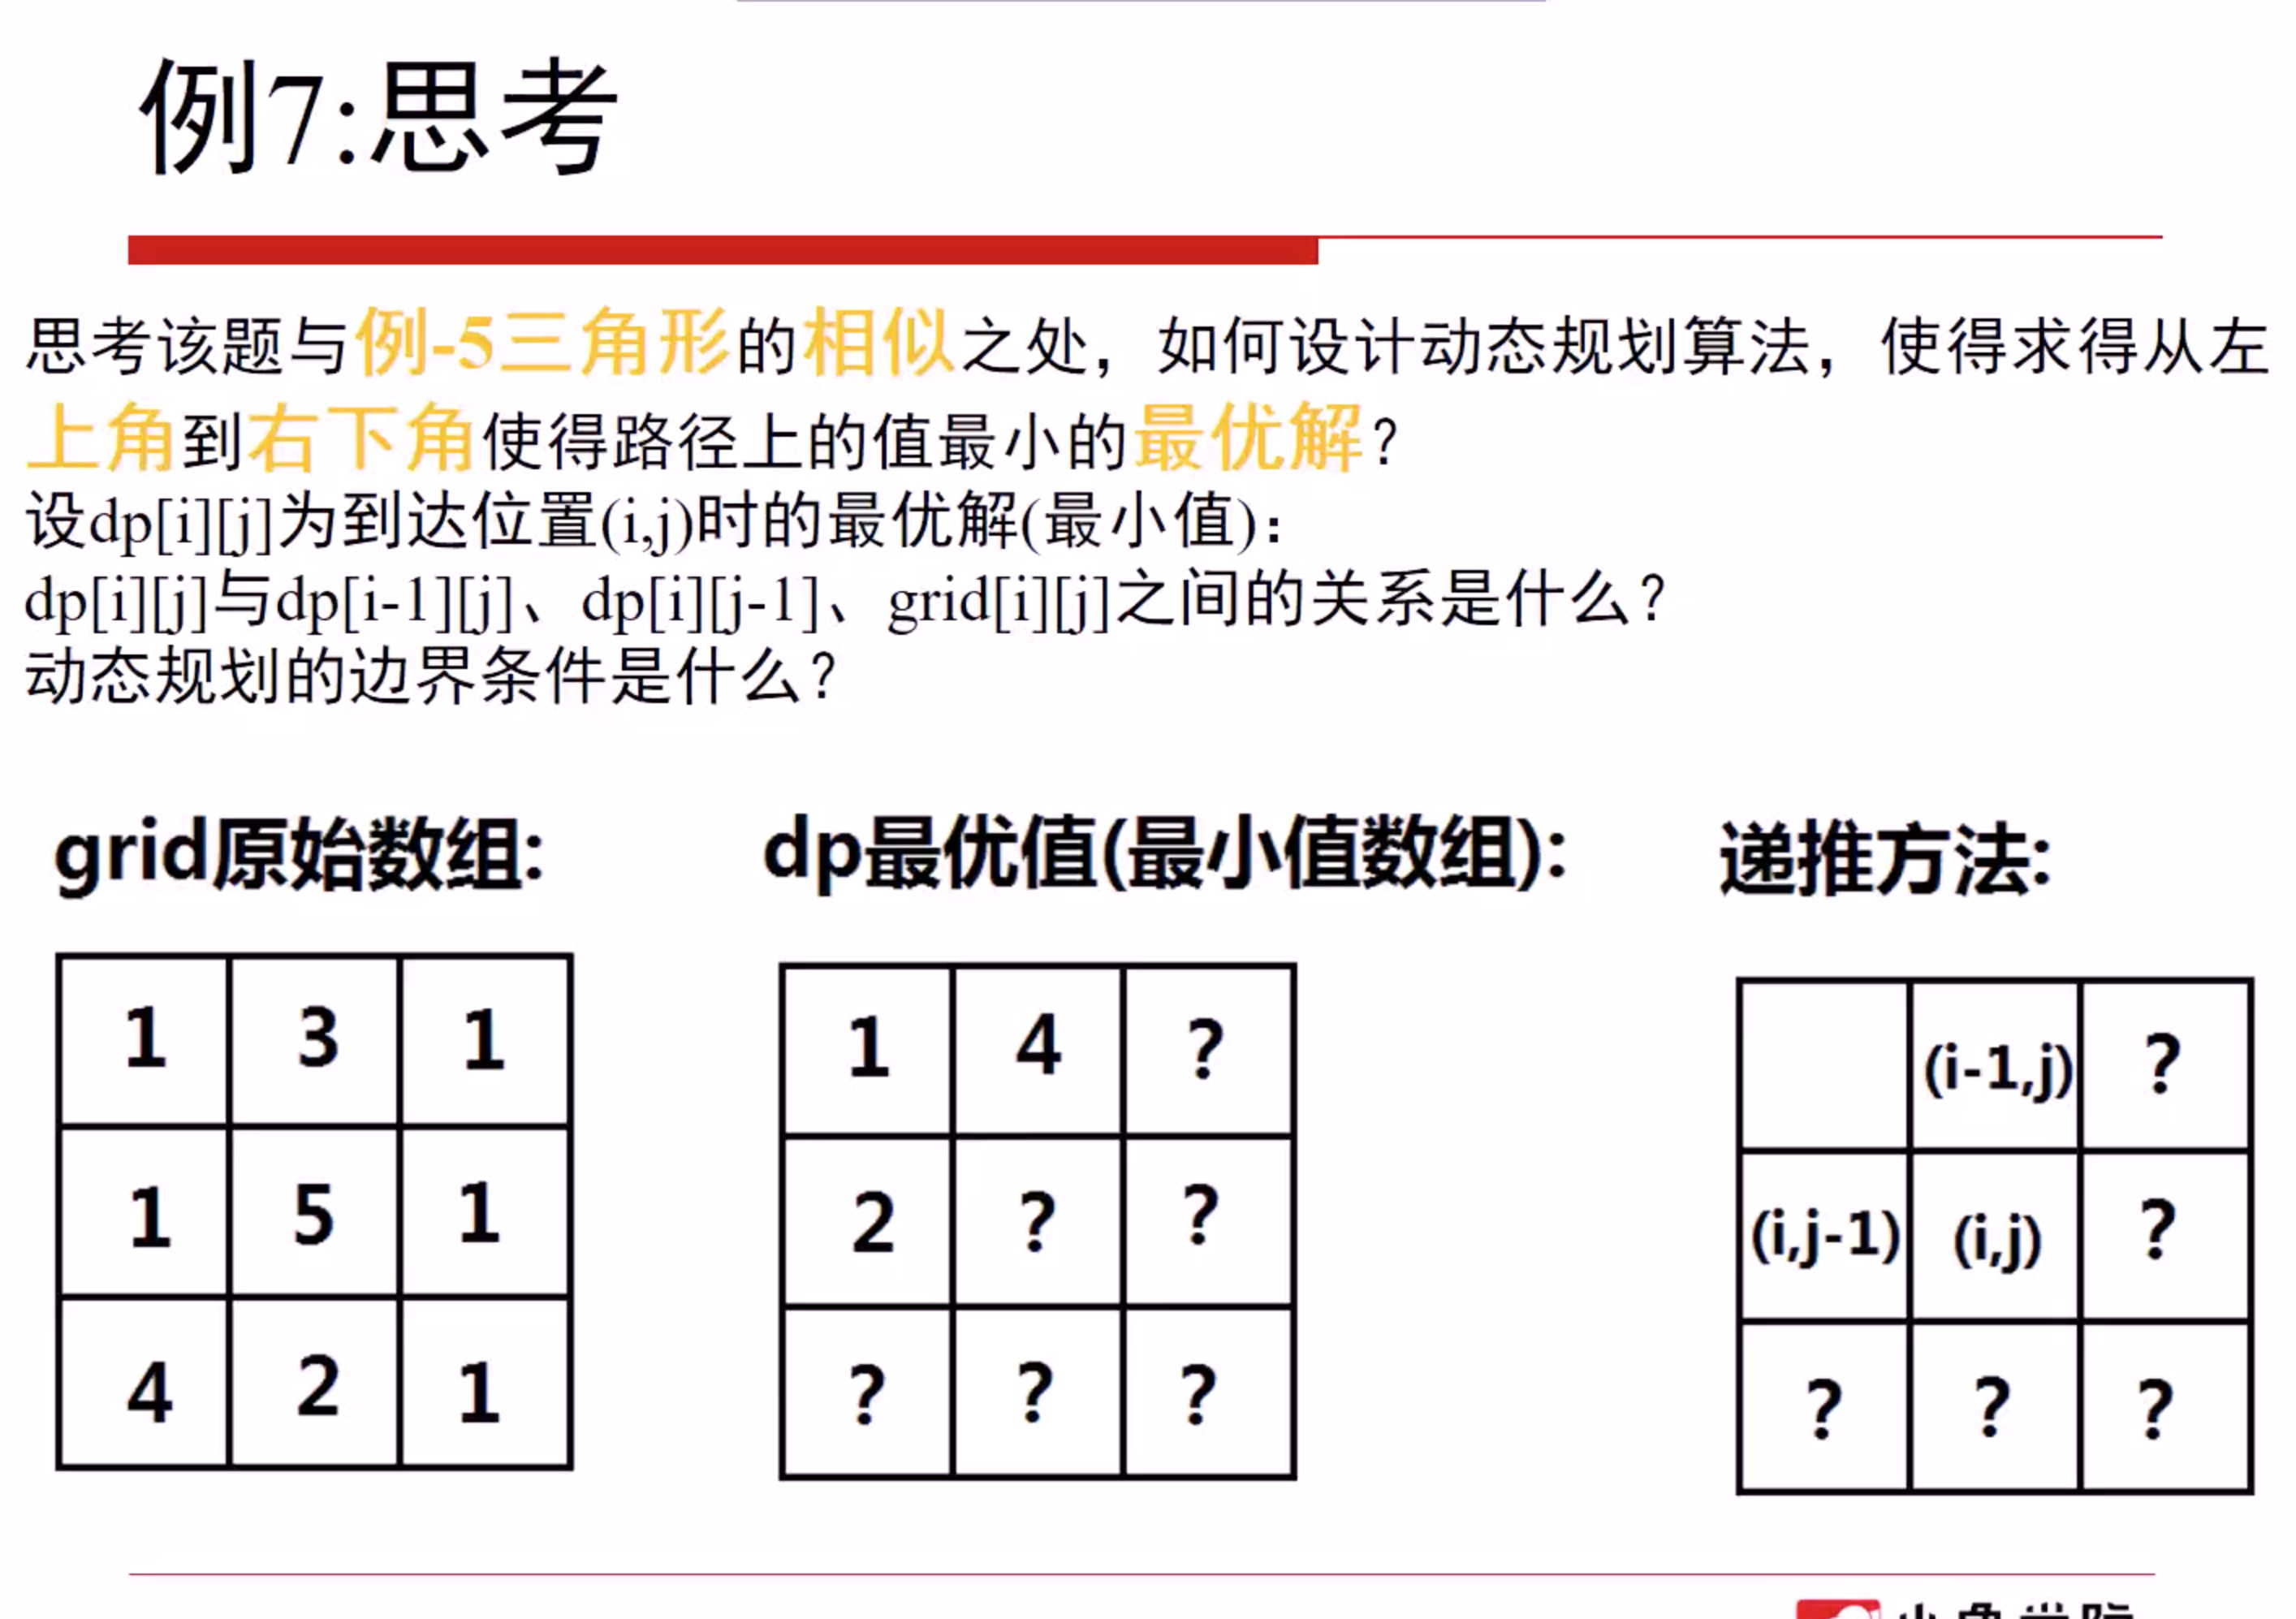 例7:思考
思考该题与例-5三角形的相似之处，如何设计动态规划算法，使得求得从左
上角到右下角使得路径上的值最小的最优解？
设dp[i][j]为到达位置(i,j)时的最优解(最小值)：
dp[i][j]与dp[i-1][j]、dp[i][j-1]、grid[i][j]之间的关系是什么？
动态规划的边界条件是什么？
grid原始数组:
1 3 1
1 5 1
4 2 1
dp最优值(最小值数组):
1 4 ?
2 ? ?
? ? ?
递推方法:
(i-1,j) ?
(i,j-1) (i,j) ?
? ? ?